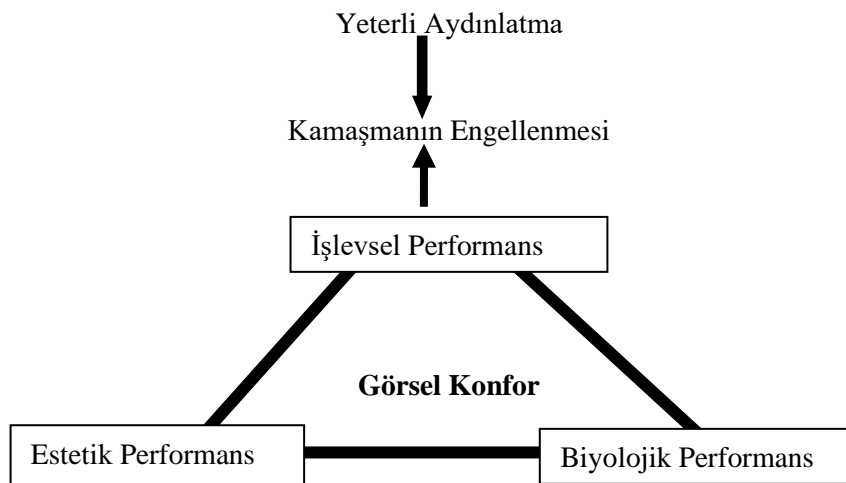 Yeterli Aydınlatma
Kamaşmanın Engellenmesi
İşlevsel Performans
Görsel Konfor
Estetik Performans
Biyolojik Performans